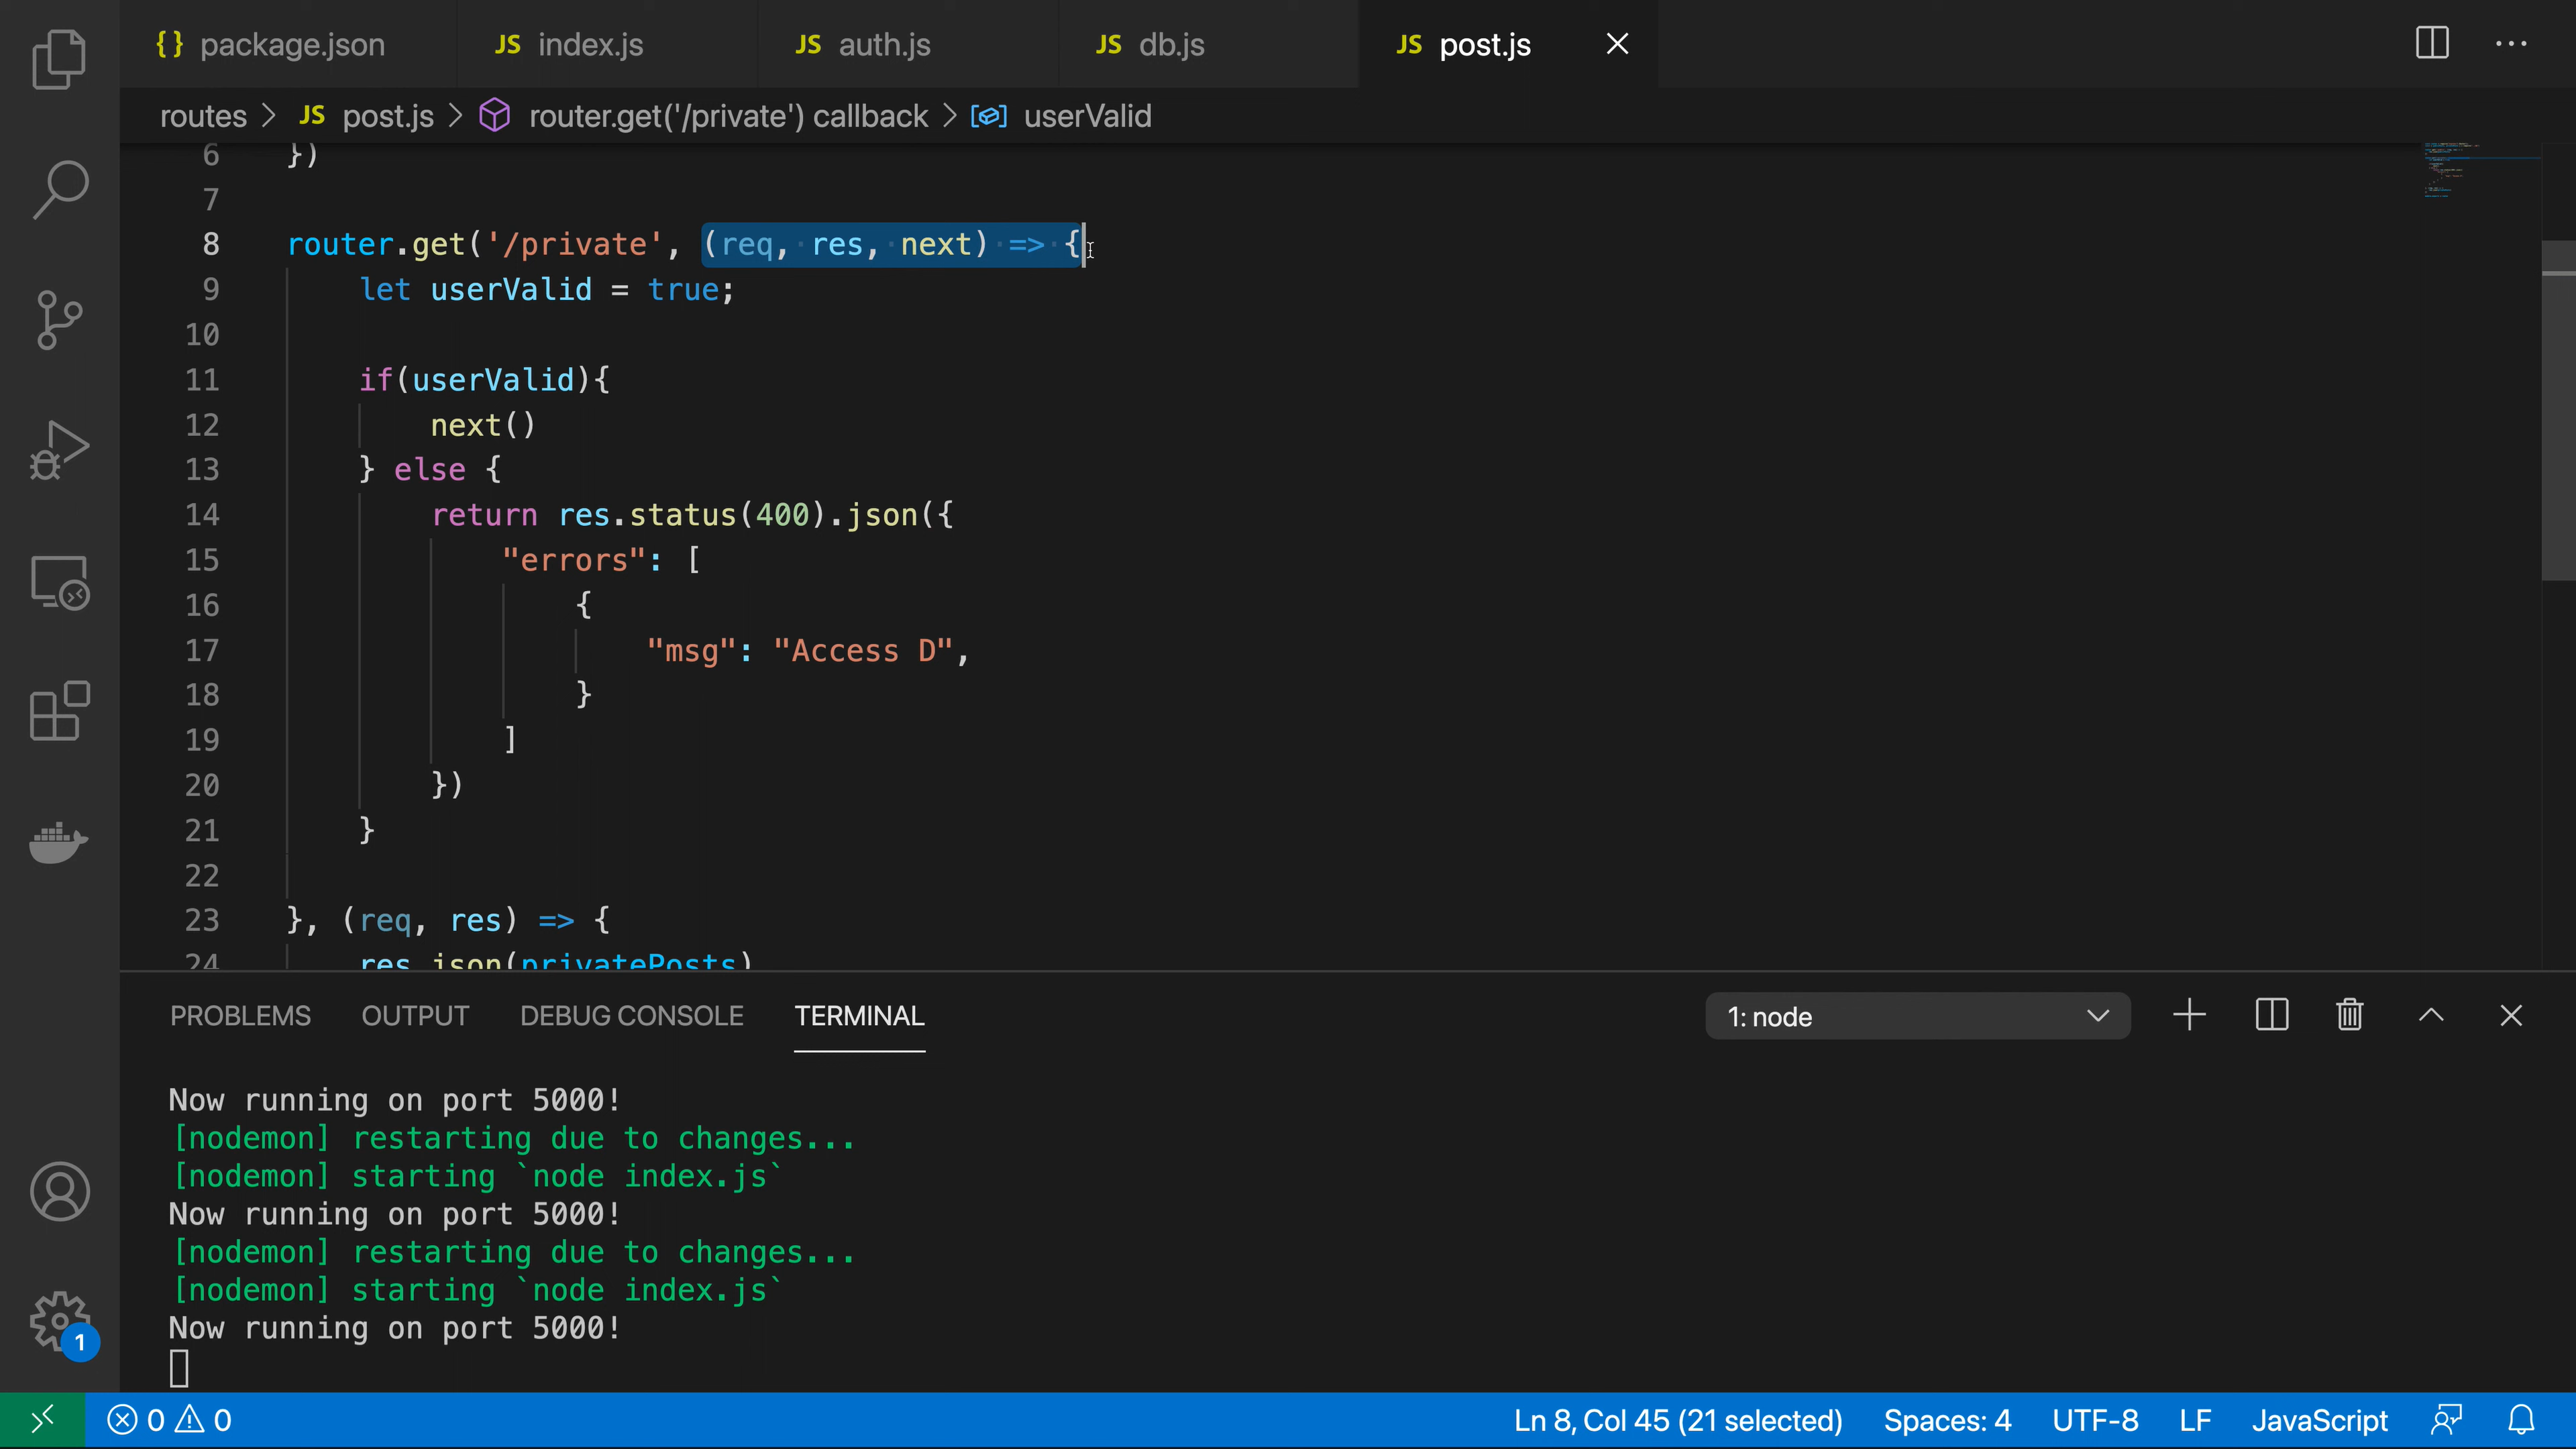 {} package.json JS index.js JS auth.js JS db.js JS post.js
routes > JS post.js > router.get('/private') callback > userValid
6 })
7
8 router.get('/private', (req, res, next) => {
9     let userValid = true;
10
11     if(userValid){
12         next()
13     } else {
14         return res.status(400).json({
15             "errors": [
16                 {
17                     "msg": "Access D",
18                 }
19             ]
20         })
21     }
22
23 }, (req, res) => {
24     res.json(privatePosts)
PROBLEMS OUTPUT DEBUG CONSOLE TERMINAL 1: node
Now running on port 5000!
[nodemon] restarting due to changes...
[nodemon] starting `node index.js`
Now running on port 5000!
[nodemon] restarting due to changes...
[nodemon] starting `node index.js`
Now running on port 5000!
1
0 0 Ln 8, Col 45 (21 selected) Spaces: 4 UTF-8 LF JavaScript